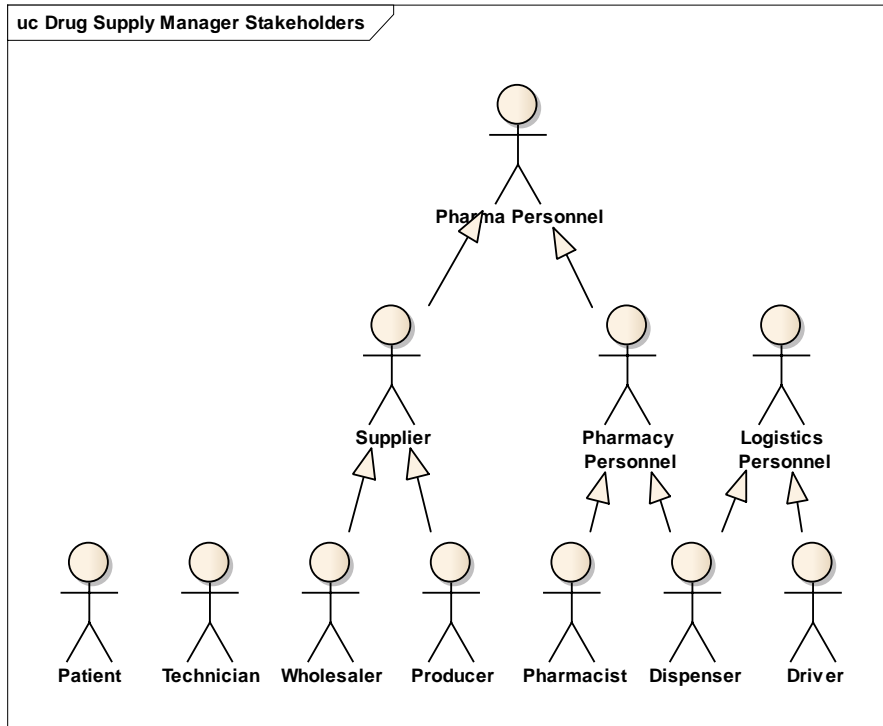 uc Drug Supply Manager Stakeholders
Pharma Personnel
Supplier
Pharmacy
Personnel
Logistics
Personnel
Patient
Technician
Wholesaler
Producer
Pharmacist
Dispenser
Driver